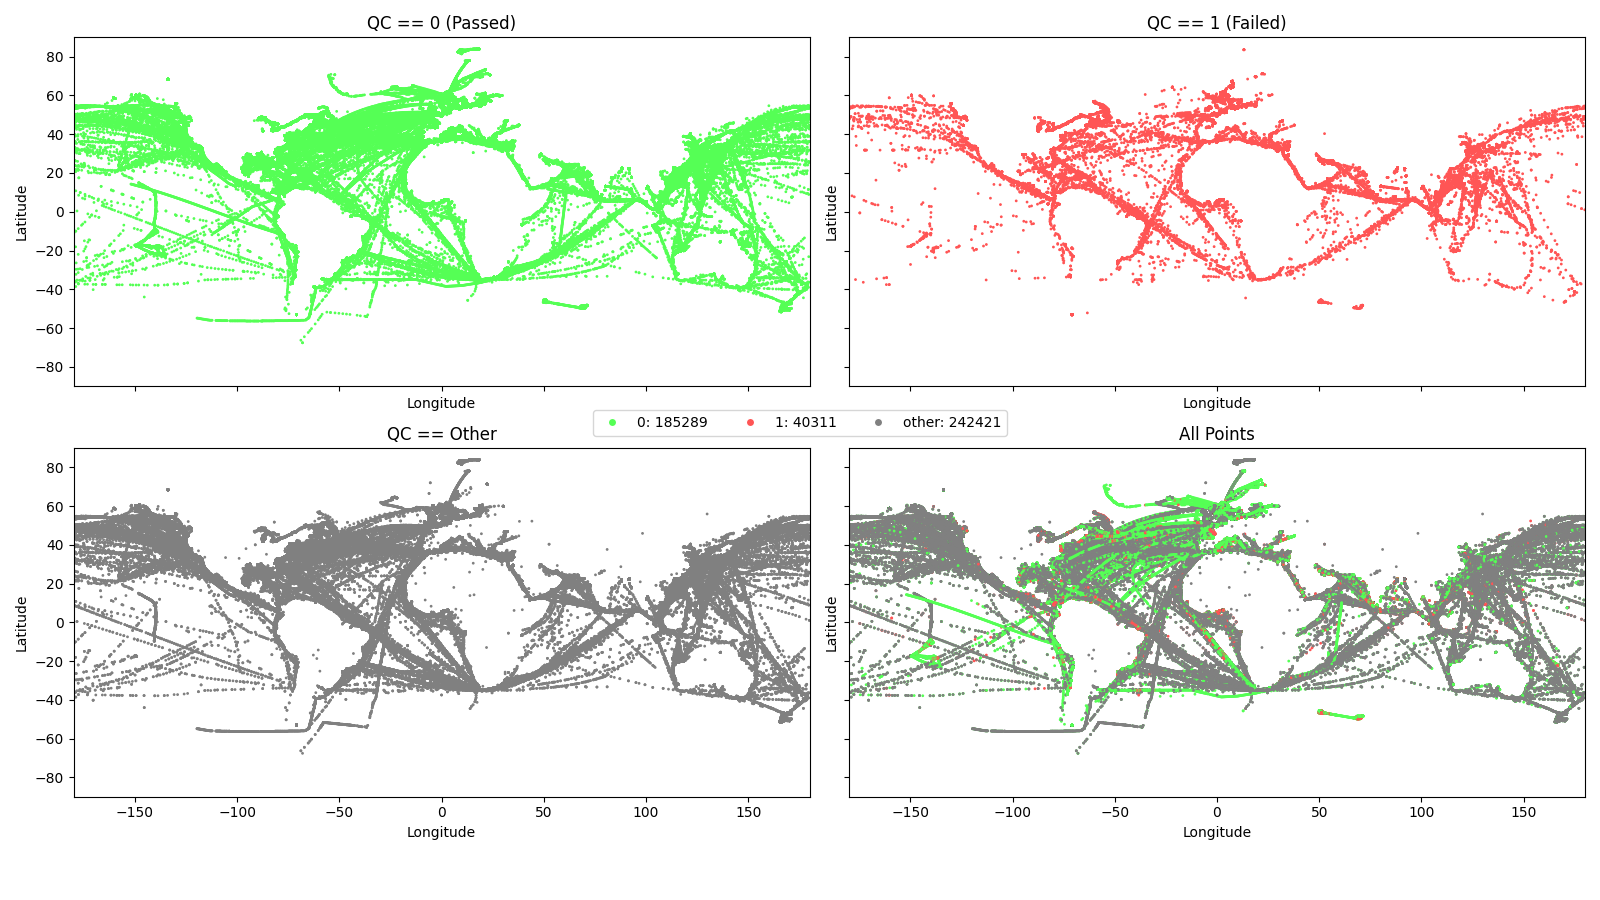 QC == 0 (Passed)
QC == 1 (Failed)
80
60
40
20
0
−20
−40
−60
−80
Latitude
Latitude
Longitude
Longitude
0: 185289
1: 40311
other: 242421
QC == Other
All Points
80
60
40
20
0
−20
−40
−60
−80
Latitude
Latitude
−150 −100 −50 0 50 100 150
−150 −100 −50 0 50 100 150
Longitude
Longitude